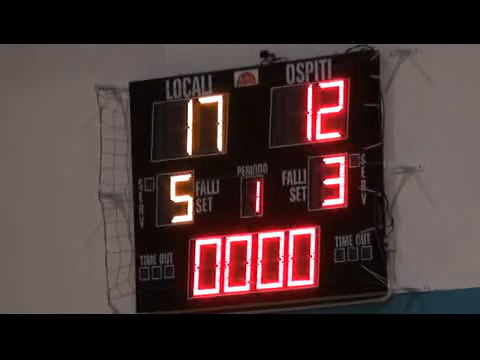 LOCALI OSPITI
17 12
PERIODO
SERV 5 FALLI SET 1 FALLI SET 3 SERV
TIME OUT 0000 TIME OUT